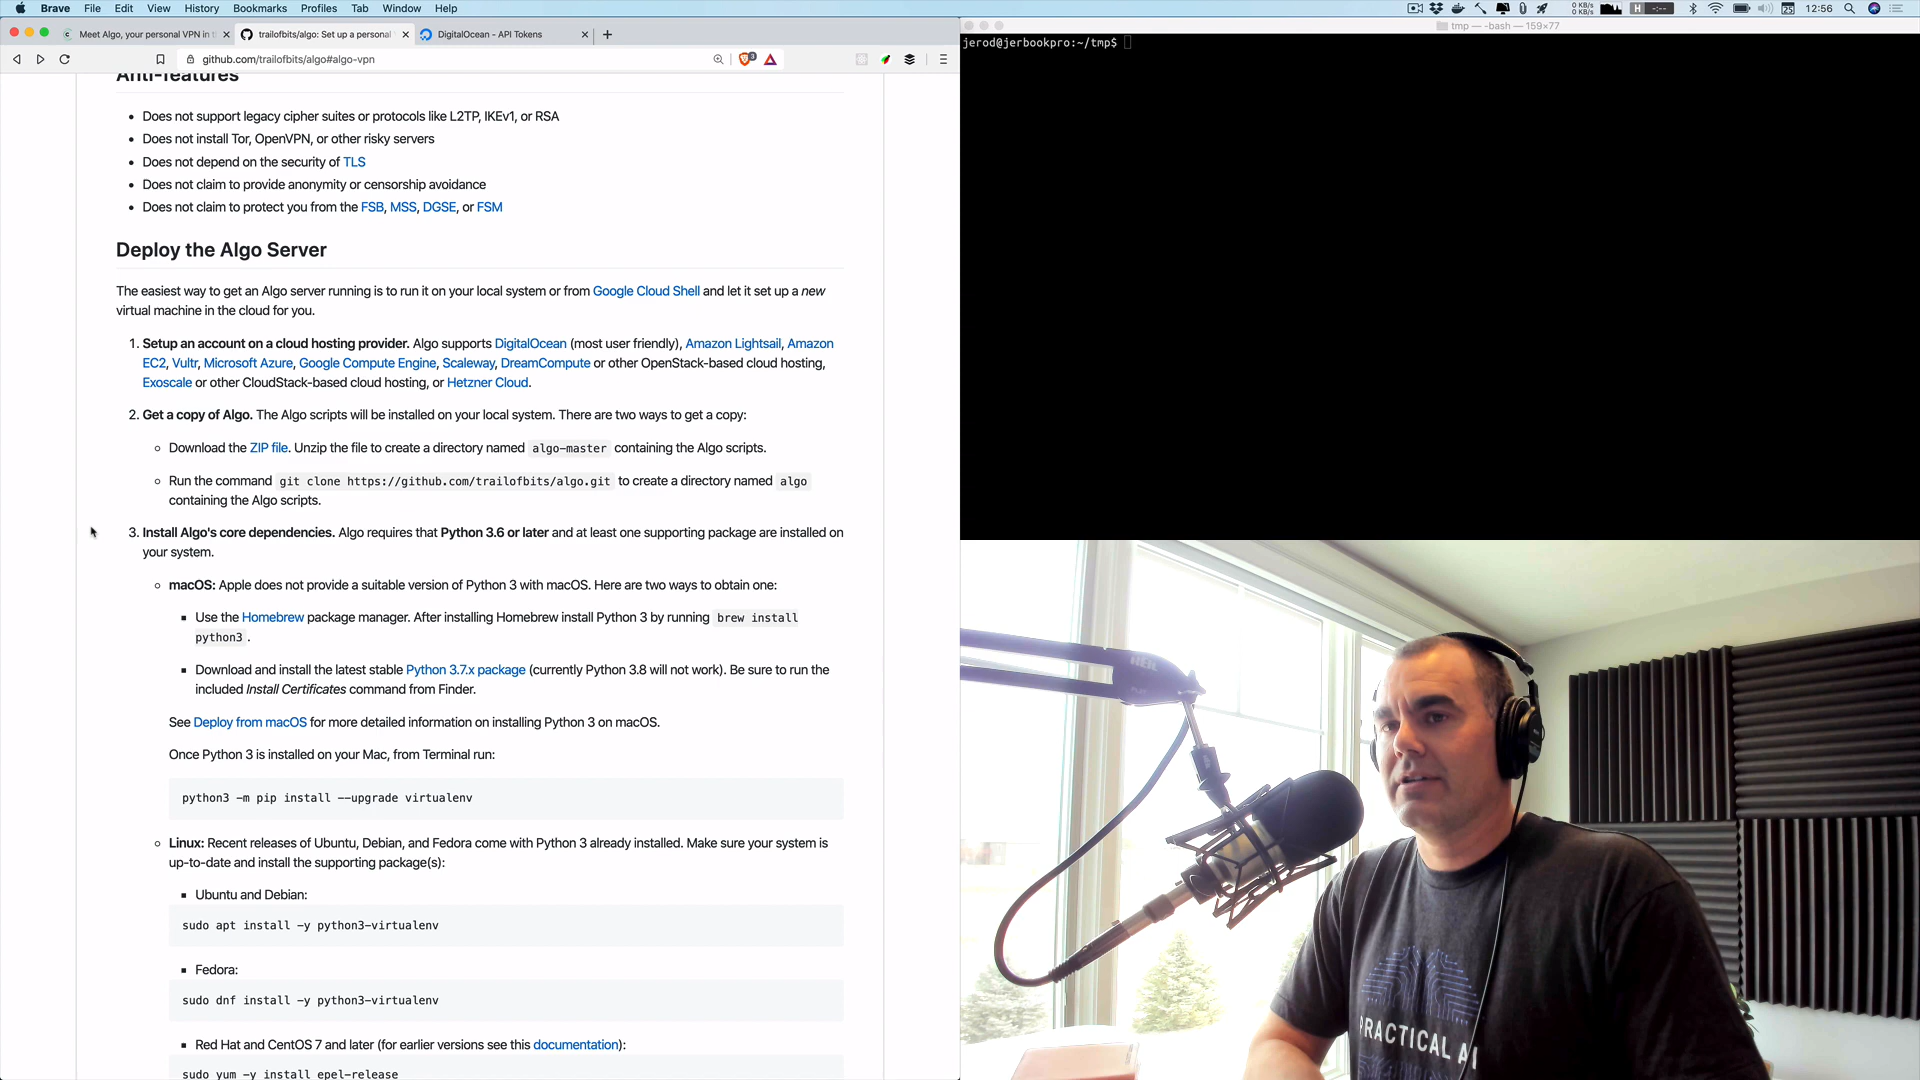 Brave File Edit View History Bookmarks Profiles Tab Window Help
0 KB/s
0 KB/s
12:56
Meet Algo, your personal VPN in t
trailofbits/algo: Set up a personal
DigitalOcean - API Tokens
github.com/trailofbits/algo#algo-vpn
Anti-features
Does not support legacy cipher suites or protocols like L2TP, IKEv1, or RSA
Does not install Tor, OpenVPN, or other risky servers
Does not depend on the security of TLS
Does not claim to provide anonymity or censorship avoidance
Does not claim to protect you from the FSB, MSS, DGSE, or FSM
Deploy the Algo Server
The easiest way to get an Algo server running is to run it on your local system or from Google Cloud Shell and let it set up a new
virtual machine in the cloud for you.
1. Setup an account on a cloud hosting provider. Algo supports DigitalOcean (most user friendly), Amazon Lightsail, Amazon
EC2, Vultr, Microsoft Azure, Google Compute Engine, Scaleway, DreamCompute or other OpenStack-based cloud hosting,
Exoscale or other CloudStack-based cloud hosting, or Hetzner Cloud.
2. Get a copy of Algo. The Algo scripts will be installed on your local system. There are two ways to get a copy:
Download the ZIP file. Unzip the file to create a directory named algo-master containing the Algo scripts.
Run the command git clone https://github.com/trailofbits/algo.git to create a directory named algo
containing the Algo scripts.
3. Install Algo's core dependencies. Algo requires that Python 3.6 or later and at least one supporting package are installed on
your system.
macOS: Apple does not provide a suitable version of Python 3 with macOS. Here are two ways to obtain one:
Use the Homebrew package manager. After installing Homebrew install Python 3 by running brew install
python3 .
Download and install the latest stable Python 3.7.x package (currently Python 3.8 will not work). Be sure to run the
included Install Certificates command from Finder.
See Deploy from macOS for more detailed information on installing Python 3 on macOS.
Once Python 3 is installed on your Mac, from Terminal run:
python3 -m pip install --upgrade virtualenv
Linux: Recent releases of Ubuntu, Debian, and Fedora come with Python 3 already installed. Make sure your system is
up-to-date and install the supporting package(s):
Ubuntu and Debian:
sudo apt install -y python3-virtualenv
Fedora:
sudo dnf install -y python3-virtualenv
Red Hat and CentOS 7 and later (for earlier versions see this documentation):
sudo yum -y install epel-release
tmp — -bash — 159×77
jerod@jerbookpro:~/tmp$
HEIL
PRACTICAL AI